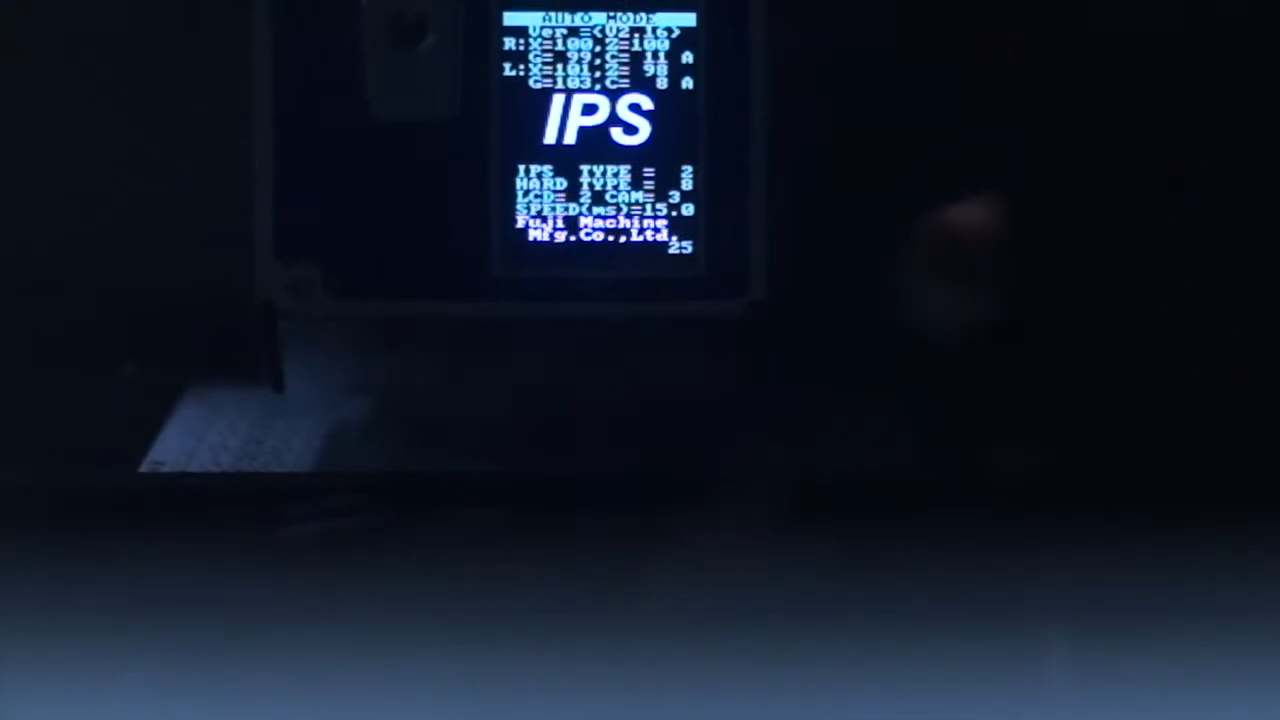 AUTO MODE
Ver =<V2.16>
R:X=100,Z=100
G= 99,C= 11 A
L:X=101,Z= 98
G=103,C= 8 A
IPS
IPS TYPE = 2
HARD TYPE = 8
LCD= 2 CAM= 3
SPEED(ms)=15.0
Fuji Machine
Mfg.Co.,Ltd.
25